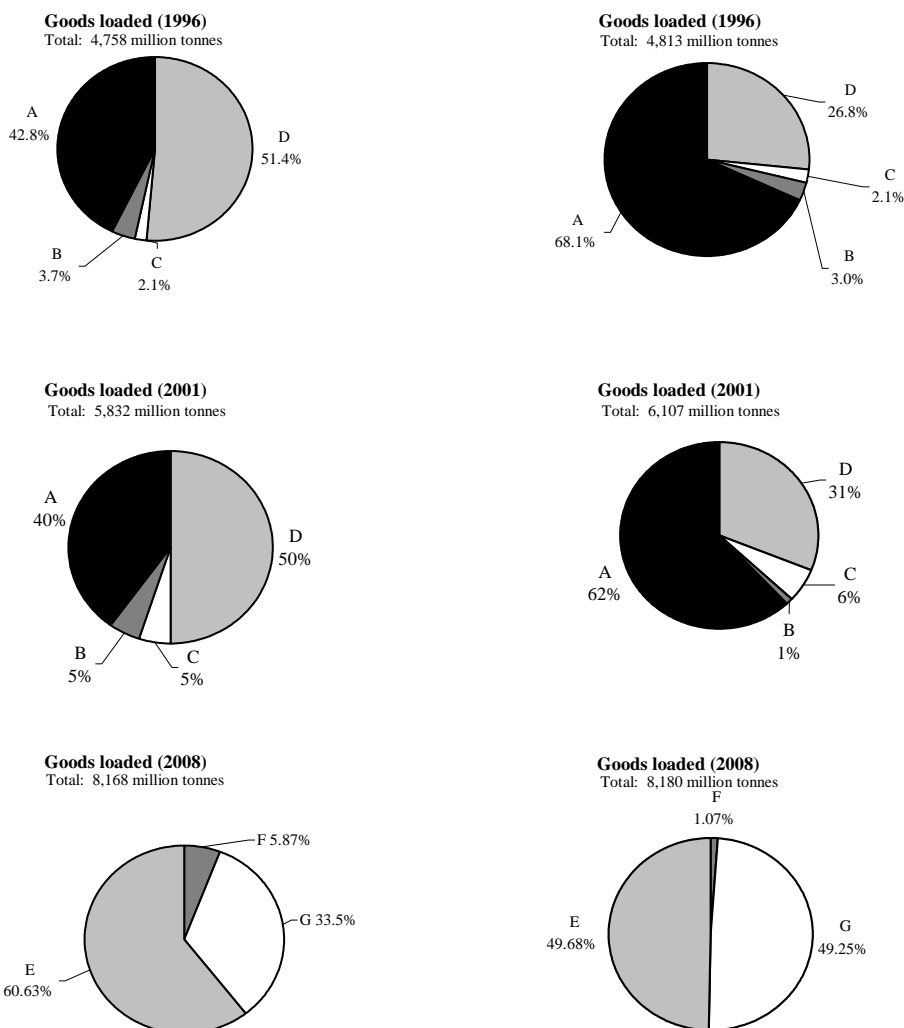 Goods loaded (1996)
Total: 4,758 million tonnes
A
42.8%
D
51.4%
B
3.7%
C
2.1%
Goods loaded (1996)
Total: 4,813 million tonnes
D
26.8%
C
2.1%
A
68.1%
B
3.0%
Goods loaded (2001)
Total: 5,832 million tonnes
A
40%
D
50%
B
5%
C
5%
Goods loaded (2001)
Total: 6,107 million tonnes
D
31%
A
62%
C
6%
B
1%
Goods loaded (2008)
Total: 8,168 million tonnes
F 5.87%
G 33.5%
E
60.63%
Goods loaded (2008)
Total: 8,180 million tonnes
F
1.07%
E
49.68%
G
49.25%